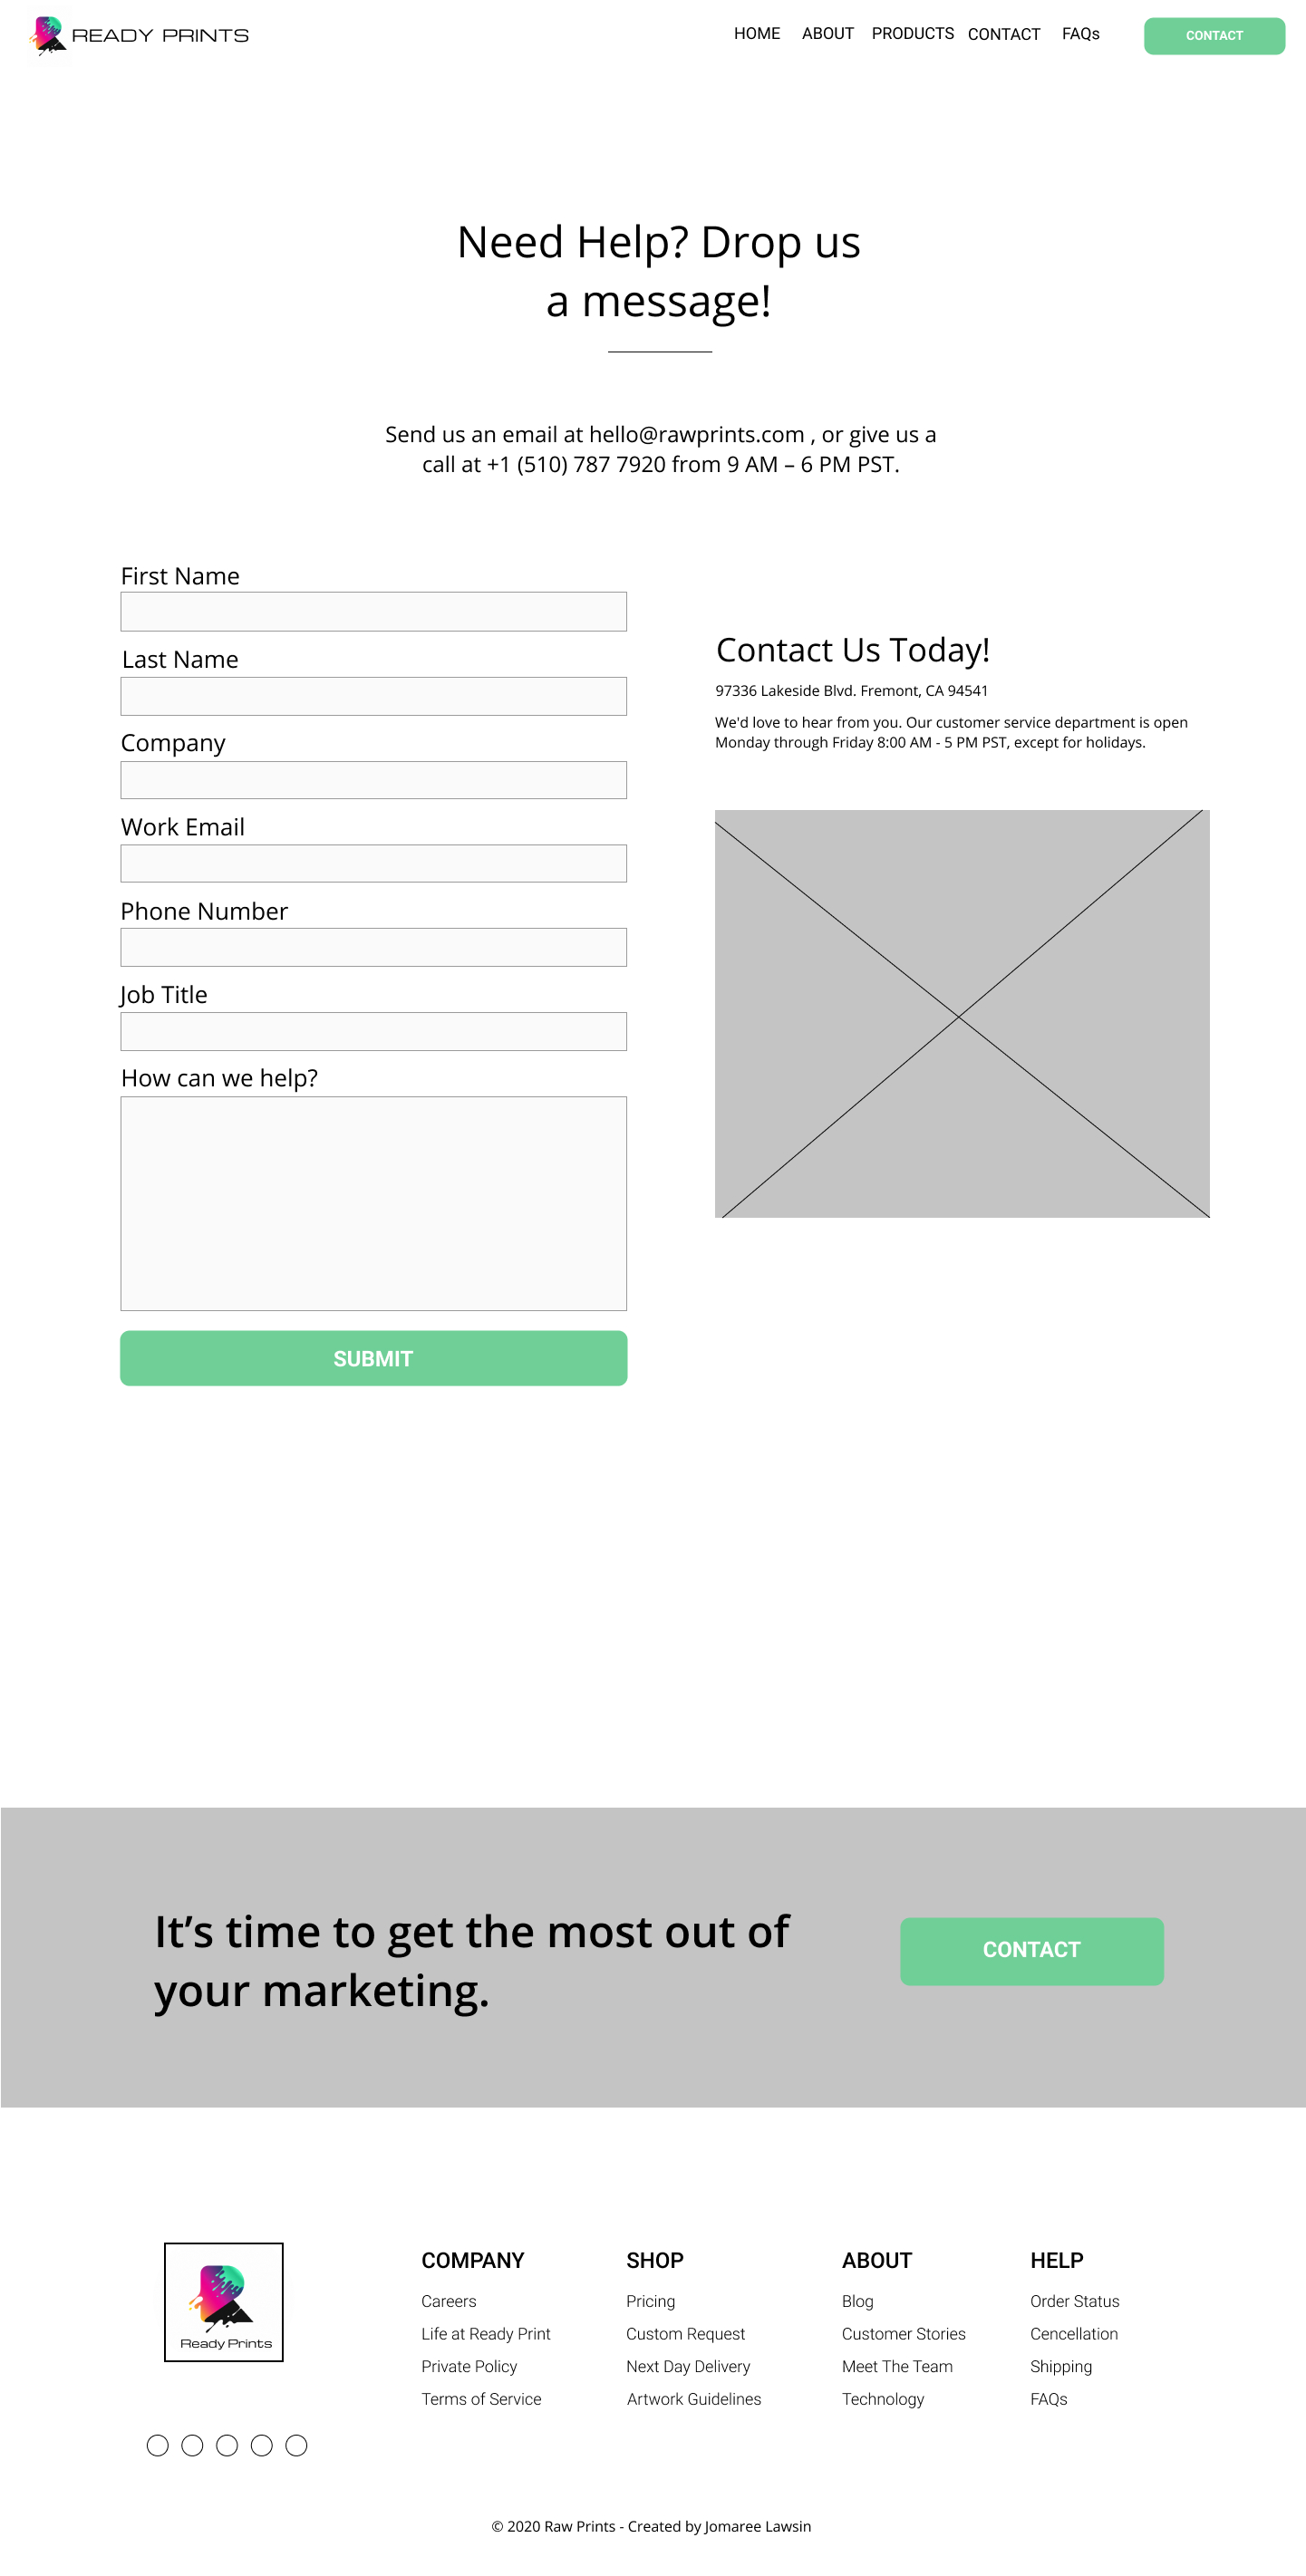 READY PRINTS
HOME ABOUT PRODUCTS CONTACT FAQs CONTACT
Need Help? Drop us
a message!
Send us an email at hello@rawprints.com , or give us a
call at +1 (510) 787 7920 from 9 AM – 6 PM PST.
First Name
Last Name
Company
Work Email
Phone Number
Job Title
How can we help?
SUBMIT
Contact Us Today!
97336 Lakeside Blvd. Fremont, CA 94541
We'd love to hear from you. Our customer service department is open
Monday through Friday 8:00 AM - 5 PM PST, except for holidays.
It’s time to get the most out of
your marketing.
CONTACT
Ready Prints
COMPANY
Careers
Life at Ready Print
Private Policy
Terms of Service
SHOP
Pricing
Custom Request
Next Day Delivery
Artwork Guidelines
ABOUT
Blog
Customer Stories
Meet The Team
Technology
HELP
Order Status
Cencellation
Shipping
FAQs
© 2020 Raw Prints - Created by Jomaree Lawsin